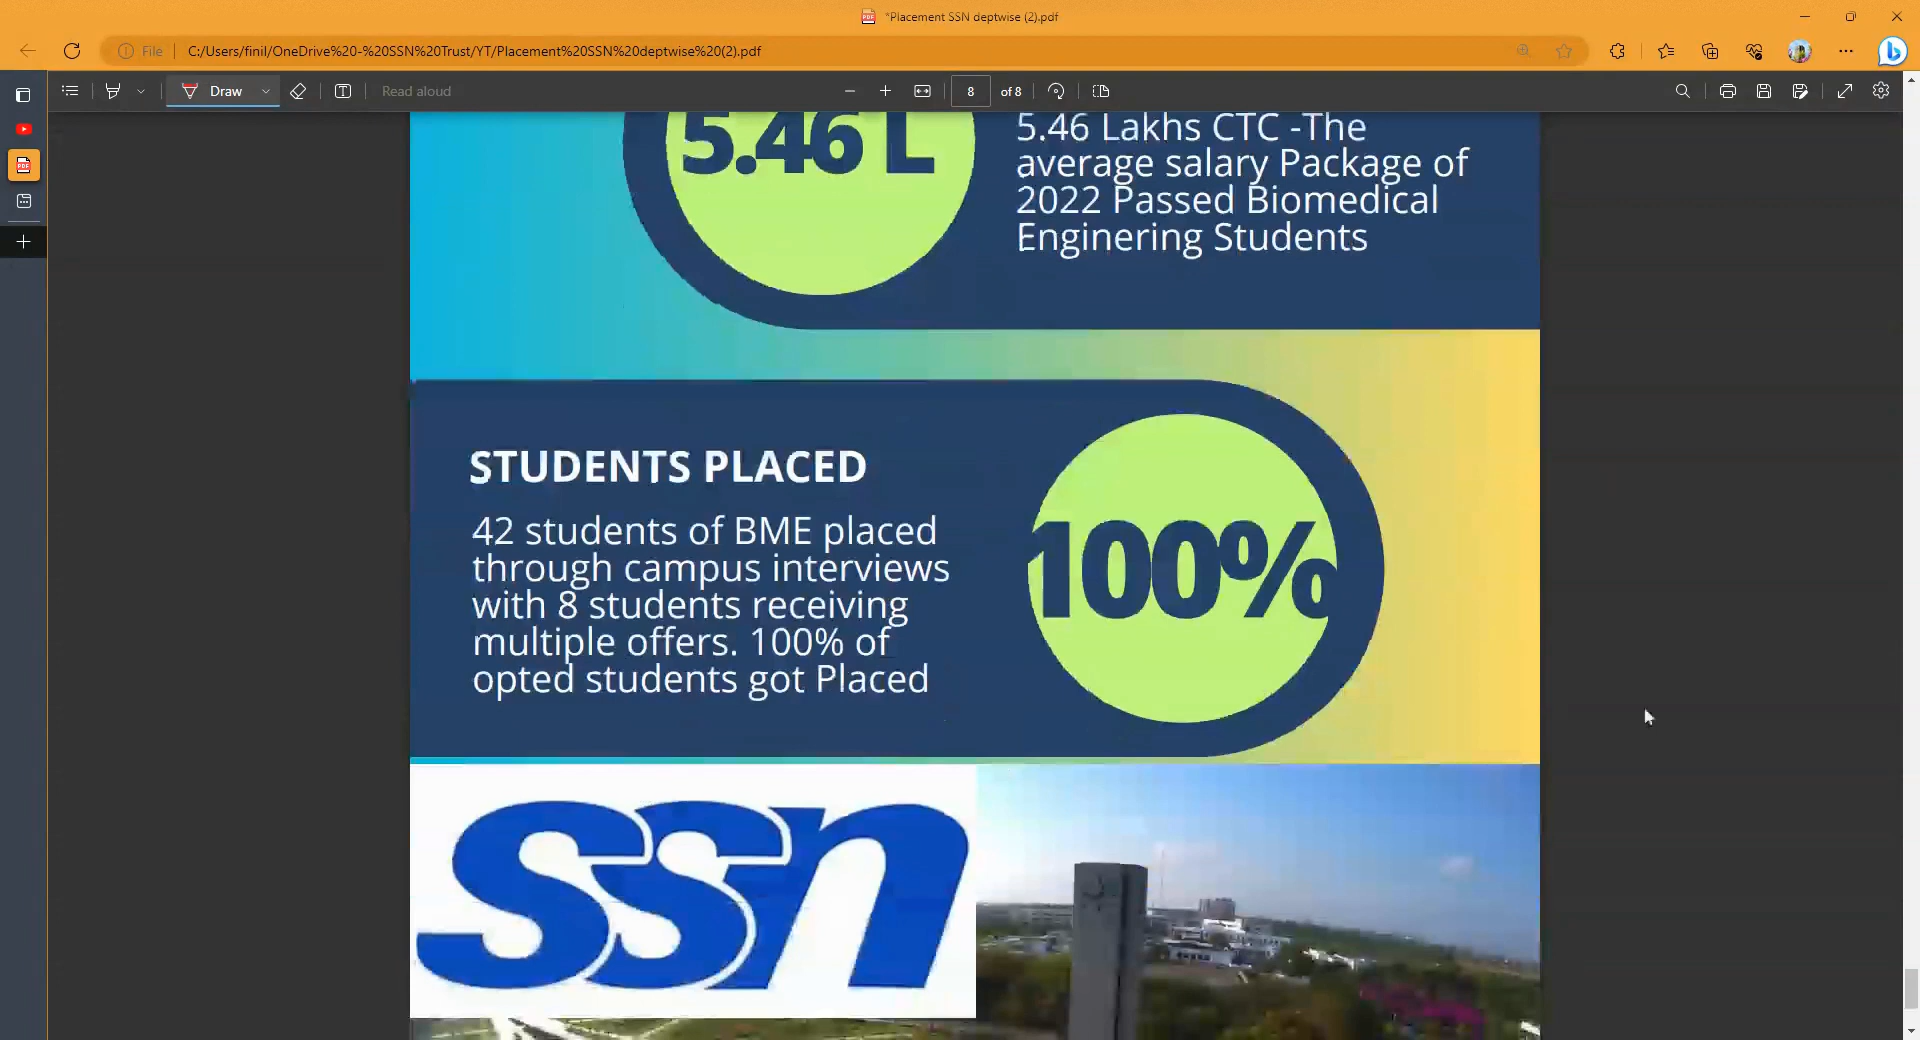 *Placement SSN deptwise (2).pdf
File
C:/Users/finil/OneDrive%20-%20SSN%20Trust/YT/Placement%20SSN%20deptwise%20(2).pdf
Draw
Read aloud
8
of 8
5.46 L
5.46 Lakhs CTC -The
average salary Package of
2022 Passed Biomedical
Enginering Students
STUDENTS PLACED
42 students of BME placed
through campus interviews
with 8 students receiving
multiple offers. 100% of
opted students got Placed
100%
ssn